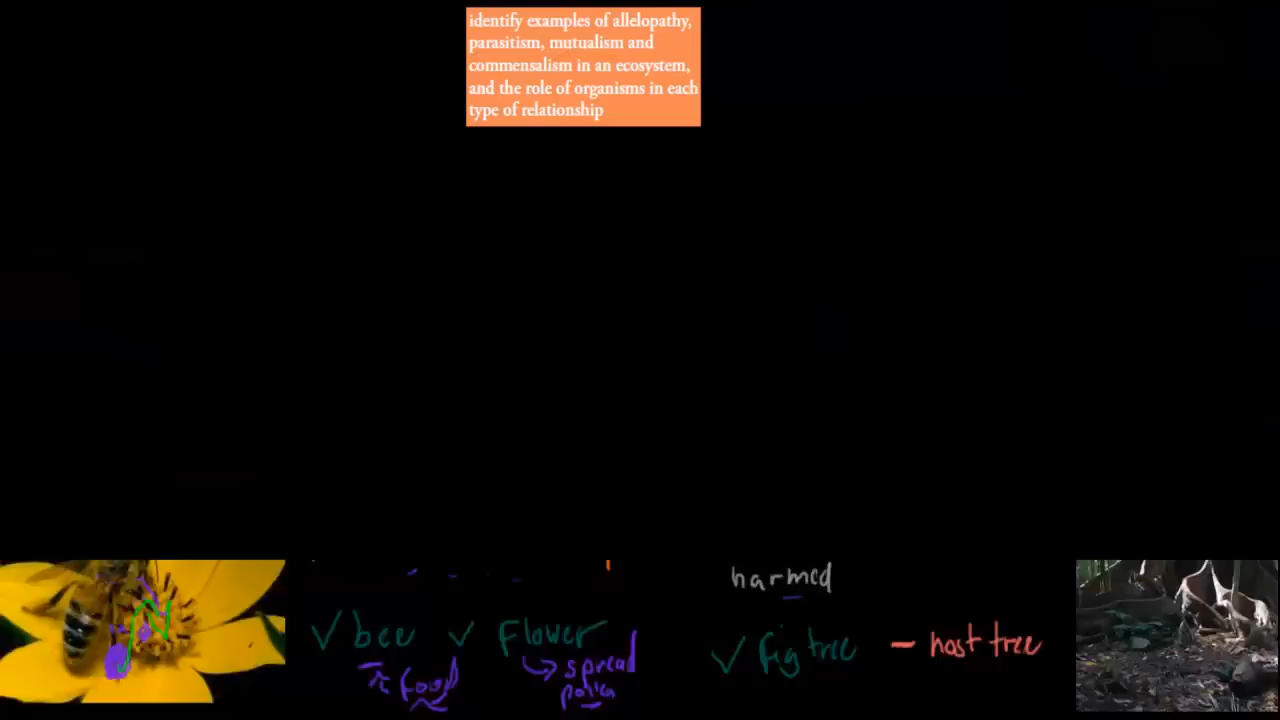 identify examples of allelopathy,
parasitism, mutualism and
commensalism in an ecosystem,
and the role of organisms in each
type of relationship
harmed
bee flower
fig tree - host tree
food spread
pollen